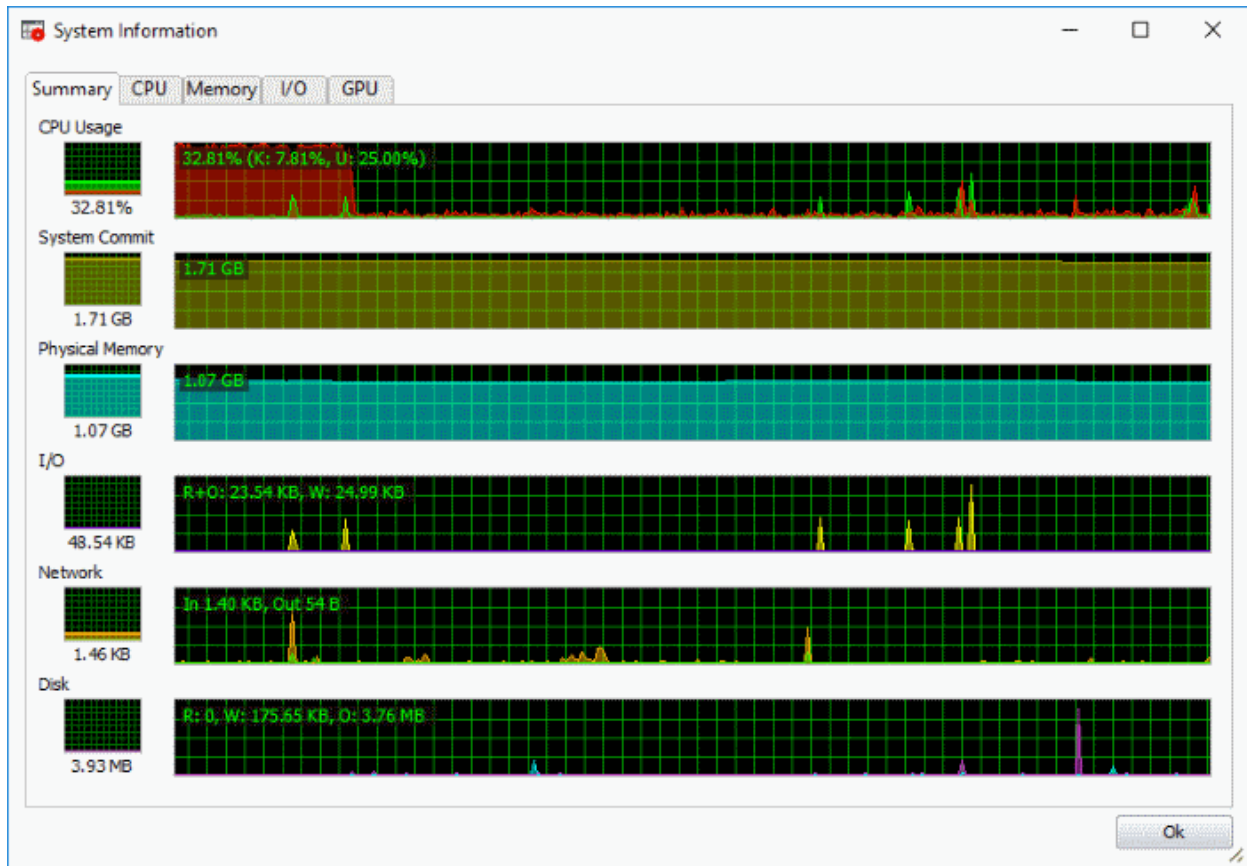 System Information
Summary CPU Memory I/O GPU
CPU Usage
32.81% (K: 7.81%, U: 25.00%)
32.81%
System Commit
1.71 GB
1.71 GB
Physical Memory
1.07 GB
1.07 GB
I/O
R+O: 23.54 KB, W: 24.99 KB
48.54 KB
Network
In 1.40 KB, Out 54 B
1.46 KB
Disk
R: 0, W: 175.65 KB, O: 3.76 MB
3.93 MB
Ok